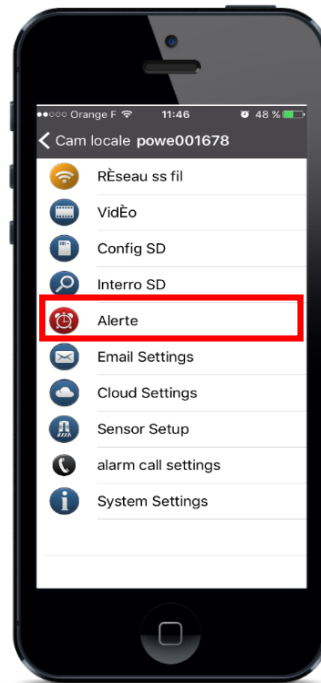 ●●○○○ Orange F 11:46 48 %
Cam locale powe001678
RÈseau ss fil
VidÈo
Config SD
Interro SD
Alerte
Email Settings
Cloud Settings
Sensor Setup
alarm call settings
System Settings